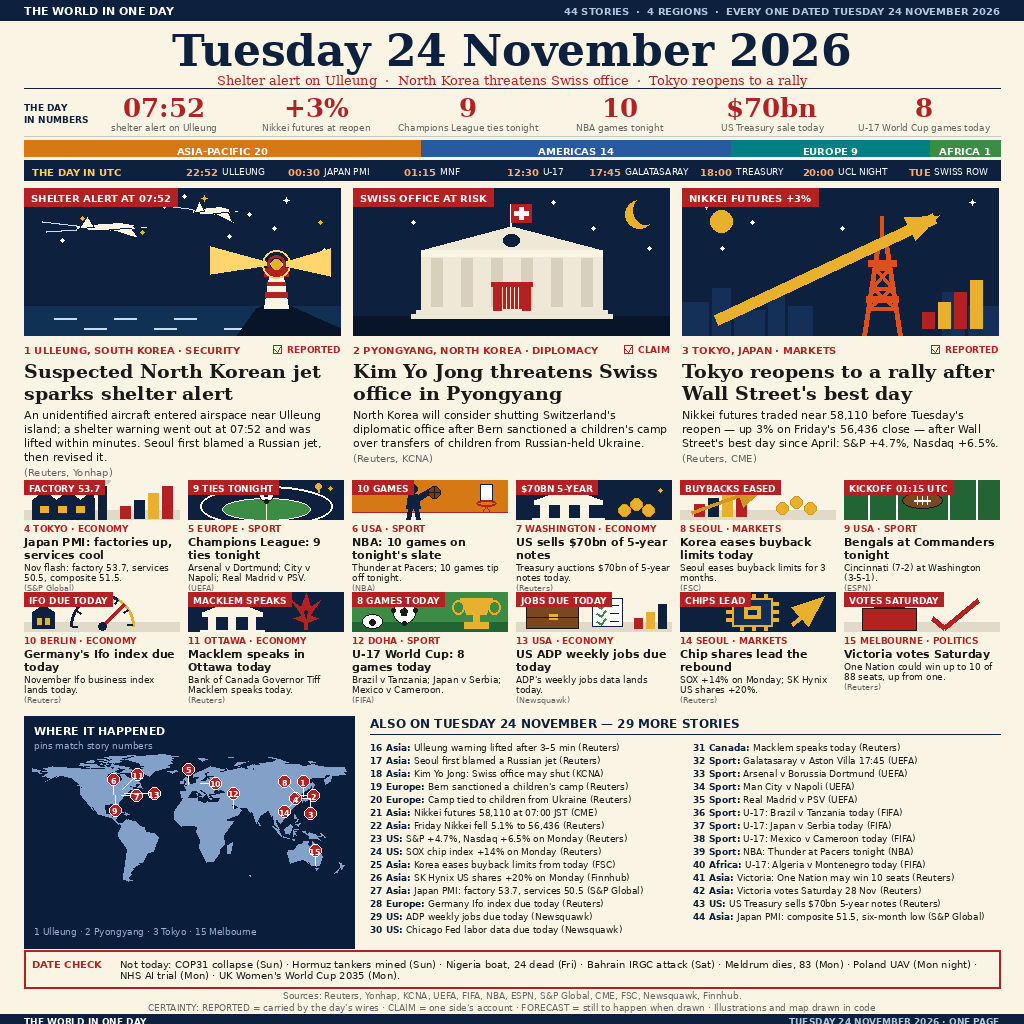 THE WORLD IN ONE DAY
44 STORIES · 4 REGIONS · EVERY ONE DATED TUESDAY 24 NOVEMBER 2026
Tuesday 24 November 2026
Shelter alert on Ulleung · North Korea threatens Swiss office · Tokyo reopens to a rally
THE DAY
IN NUMBERS
07:52
shelter alert on Ulleung
+3%
Nikkei futures at reopen
9
Champions League ties tonight
10
NBA games tonight
$70bn
US Treasury sale today
8
U-17 World Cup games today
ASIA-PACIFIC 20
AMERICAS 14
EUROPE 9
AFRICA 1
THE DAY IN UTC
22:52 ULLEUNG
00:30 JAPAN PMI
01:15 MNF
12:30 U-17
17:45 GALATASARAY
18:00 TREASURY
20:00 UCL NIGHT
TUE SWISS ROW
SHELTER ALERT AT 07:52
1 ULLEUNG, SOUTH KOREA · SECURITY
REPORTED
Suspected North Korean jet
sparks shelter alert
An unidentified aircraft entered airspace near Ulleung
island; a shelter warning went out at 07:52 and was
lifted within minutes. Seoul first blamed a Russian jet,
then revised it.
(Reuters, Yonhap)
SWISS OFFICE AT RISK
2 PYONGYANG, NORTH KOREA · DIPLOMACY
CLAIM
Kim Yo Jong threatens Swiss
office in Pyongyang
North Korea will consider shutting Switzerland's
diplomatic office after Bern sanctioned a children's camp
over transfers of children from Russian-held Ukraine.
(Reuters, KCNA)
NIKKEI FUTURES +3%
3 TOKYO, JAPAN · MARKETS
REPORTED
Tokyo reopens to a rally after
Wall Street's best day
Nikkei futures traded near 58,110 before Tuesday's
reopen — up 3% on Friday's 56,436 close — after Wall
Street's best day since April: S&P +4.7%, Nasdaq +6.5%.
(Reuters, CME)
FACTORY 53.7
4 TOKYO · ECONOMY
Japan PMI: factories up,
services cool
Nov flash: factory 53.7, services
50.5, composite 51.5.
(S&P Global)
9 TIES TONIGHT
5 EUROPE · SPORT
Champions League: 9
ties tonight
Arsenal v Dortmund; City v
Napoli; Real Madrid v PSV.
(UEFA)
10 GAMES
6 USA · SPORT
NBA: 10 games on
tonight's slate
Thunder at Pacers; 10 games tip
off tonight.
(NBA)
$70BN 5-YEAR
7 WASHINGTON · ECONOMY
US sells $70bn of 5-year
notes
Treasury auctions $70bn of 5-year
notes today.
(Reuters)
BUYBACKS EASED
8 SEOUL · MARKETS
Korea eases buyback
limits today
Seoul eases buyback limits for 3
months.
(FSC)
KICKOFF 01:15 UTC
9 USA · SPORT
Bengals at Commanders
tonight
Cincinnati (7-2) at Washington
(3-5-1).
(ESPN)
IFO DUE TODAY
10 BERLIN · ECONOMY
Germany's Ifo index due
today
November Ifo business index
lands today.
(Reuters)
MACKLEM SPEAKS
11 OTTAWA · ECONOMY
Macklem speaks in
Ottawa today
Bank of Canada Governor Tiff
Macklem speaks today.
(Reuters)
8 GAMES TODAY
12 DOHA · SPORT
U-17 World Cup: 8
games today
Brazil v Tanzania; Japan v Serbia;
Mexico v Cameroon.
(FIFA)
JOBS DUE TODAY
13 USA · ECONOMY
US ADP weekly jobs due
today
ADP's weekly jobs data lands
today.
(Newsquawk)
CHIPS LEAD
14 SEOUL · MARKETS
Chip shares lead the
rebound
SOX +14% on Monday; SK Hynix
US shares +20%.
(Reuters)
VOTES SATURDAY
15 MELBOURNE · POLITICS
Victoria votes Saturday
One Nation could win up to 10 of
88 seats, up from one.
(Reuters)
WHERE IT HAPPENED
pins match story numbers
6
11
7
13
9
5
10
12
8
1
4
2
3
14
15
1 Ulleung · 2 Pyongyang · 3 Tokyo · 15 Melbourne
ALSO ON TUESDAY 24 NOVEMBER — 29 MORE STORIES
16 Asia: Ulleung warning lifted after 3–5 min (Reuters)
17 Asia: Seoul first blamed a Russian jet (Reuters)
18 Asia: Kim Yo Jong: Swiss office may shut (KCNA)
19 Europe: Bern sanctioned a children's camp (Reuters)
20 Europe: Camp tied to children from Ukraine (Reuters)
21 Asia: Nikkei futures 58,110 at 07:00 JST (CME)
22 Asia: Friday Nikkei fell 5.1% to 56,436 (Reuters)
23 US: S&P +4.7%, Nasdaq +6.5% on Monday (Reuters)
24 US: SOX chip index +14% on Monday (Reuters)
25 Asia: Korea eases buyback limits from today (FSC)
26 Asia: SK Hynix US shares +20% on Monday (Finnhub)
27 Asia: Japan PMI: factory 53.7, services 50.5 (S&P Global)
28 Europe: Germany Ifo index due today (Reuters)
29 US: ADP weekly jobs due today (Newsquawk)
30 US: Chicago Fed labor data due today (Newsquawk)
31 Canada: Macklem speaks today (Reuters)
32 Sport: Galatasaray v Aston Villa 17:45 (UEFA)
33 Sport: Arsenal v Borussia Dortmund (UEFA)
34 Sport: Man City v Napoli (UEFA)
35 Sport: Real Madrid v PSV (UEFA)
36 Sport: U-17: Brazil v Tanzania today (FIFA)
37 Sport: U-17: Japan v Serbia today (FIFA)
38 Sport: U-17: Mexico v Cameroon today (FIFA)
39 Sport: NBA: Thunder at Pacers tonight (NBA)
40 Africa: U-17: Algeria v Montenegro today (FIFA)
41 Asia: Victoria: One Nation may win 10 seats (Reuters)
42 Asia: Victoria votes Saturday 28 Nov (Reuters)
43 US: US Treasury sells $70bn 5-year notes (Reuters)
44 Asia: Japan PMI: composite 51.5, six-month low (S&P Global)
DATE CHECK
Not today: COP31 collapse (Sun) · Hormuz tankers mined (Sun) · Nigeria boat, 24 dead (Fri) · Bahrain IRGC attack (Sat) · Meldrum dies, 83 (Mon) · Poland UAV (Mon night) ·
NHS AI trial (Mon) · UK Women's World Cup 2035 (Mon).
Sources: Reuters, Yonhap, KCNA, UEFA, FIFA, NBA, ESPN, S&P Global, CME, FSC, Newsquawk, Finnhub.
CERTAINTY: REPORTED = carried by the day's wires · CLAIM = one side's account · FORECAST = still to happen when drawn · Illustrations and map drawn in code
THE WORLD IN ONE DAY
TUESDAY 24 NOVEMBER 2026 · ONE PAGE